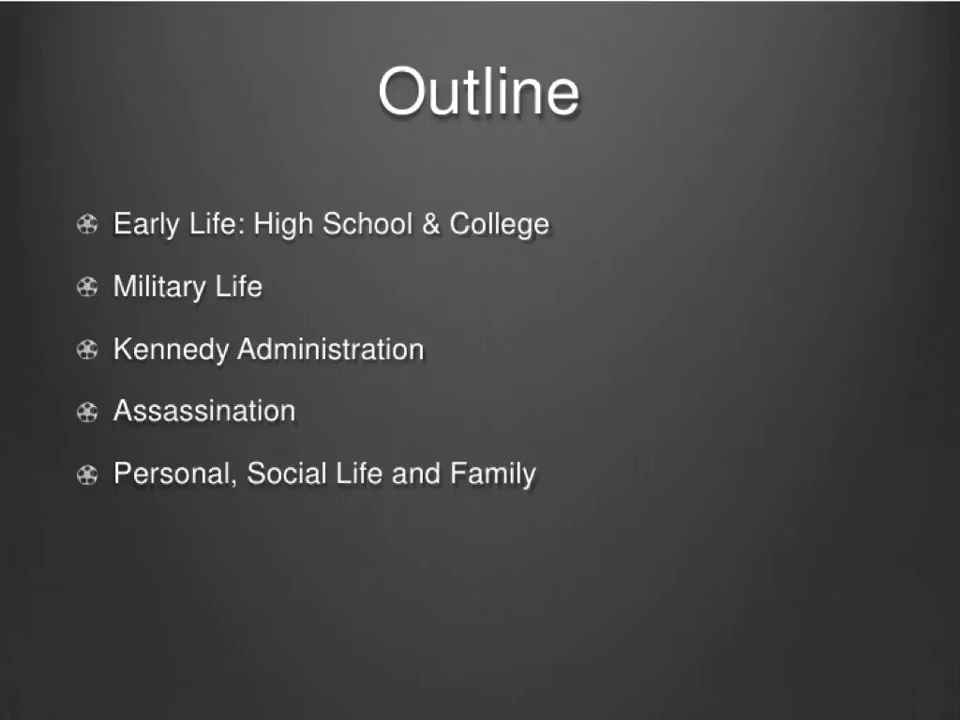 Outline
Early Life: High School & College
Military Life
Kennedy Administration
Assassination
Personal, Social Life and Family